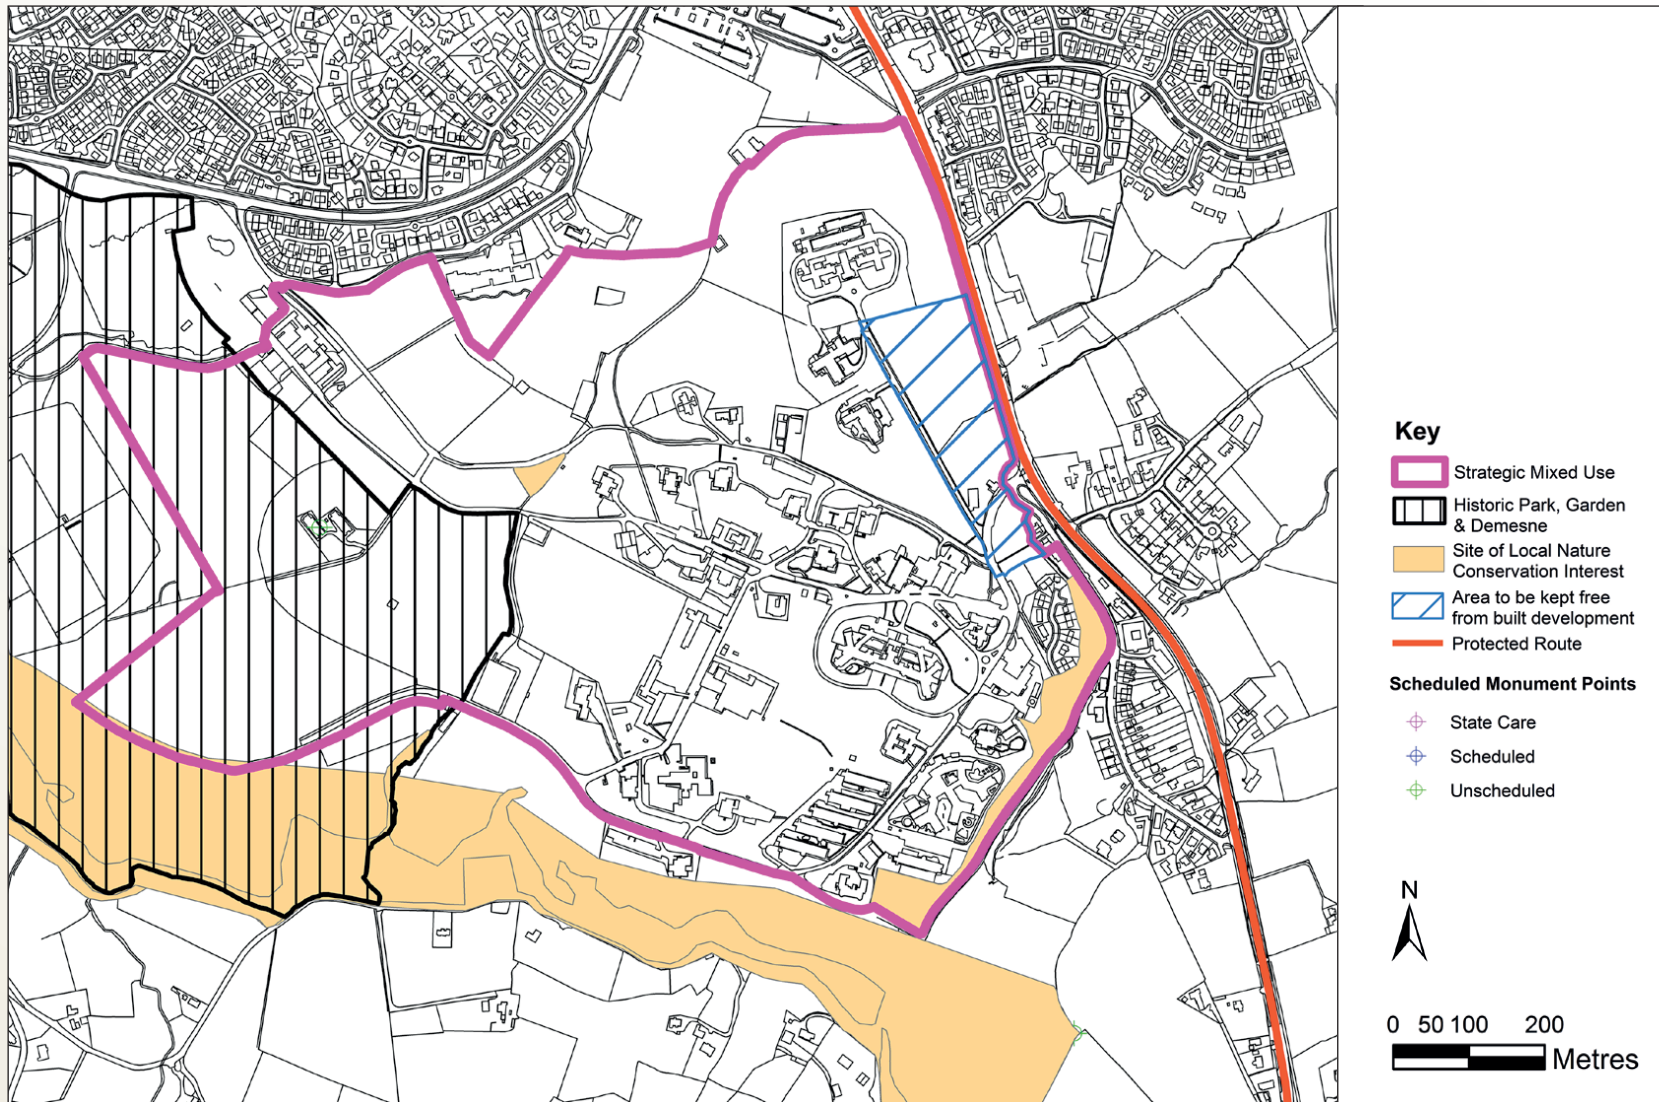 Key
Strategic Mixed Use
Historic Park, Garden
& Demesne
Site of Local Nature
Conservation Interest
Area to be kept free
from built development
Protected Route
Scheduled Monument Points
State Care
Scheduled
Unscheduled
N
0 50 100 200
Metres